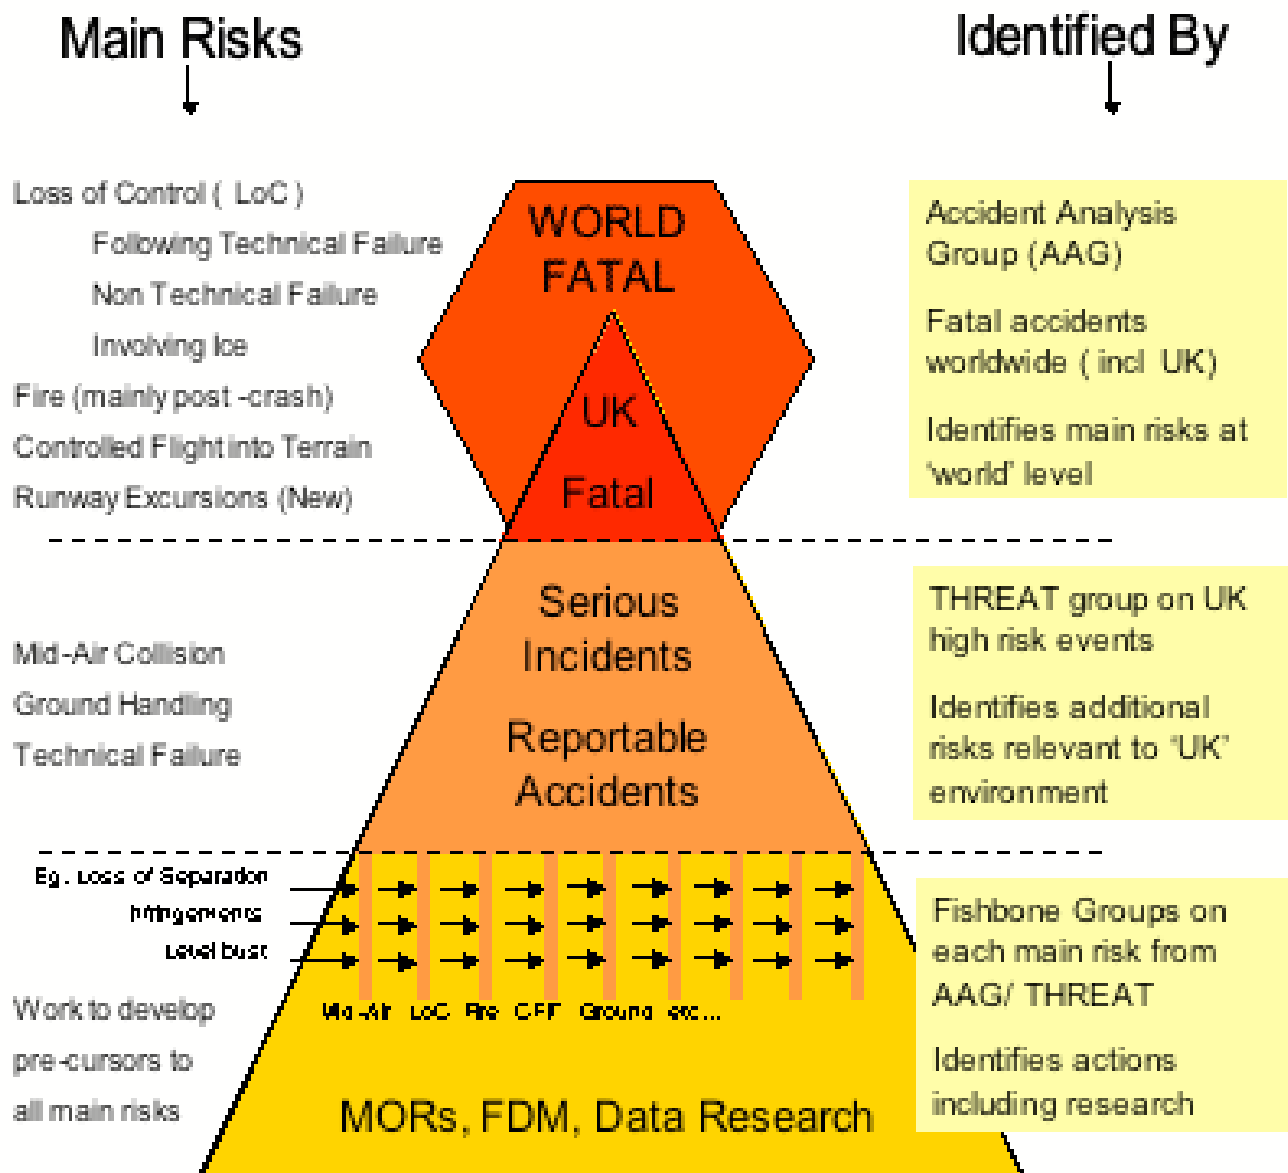 Main Risks
Identified By
Loss of Control ( LoC )
Following Technical Failure
Non Technical Failure
Involving Ice
Fire (mainly post -crash)
Controlled Flight into Terrain
Runway Excursions (New)
WORLD
FATAL
UK
Fatal
Accident Analysis
Group (AAG)
Fatal accidents
worldwide ( incl UK)
Identifies main risks at
'world' level
Mid-Air Collision
Ground Handling
Technical Failure
Serious
Incidents
Reportable
Accidents
THREAT group on UK
high risk events
Identifies additional
risks relevant to 'UK'
environment
Eg. Loss of Separation
Infringements
Level bust
Mid -Air LoC Fire CFIT Ground etc...
Work to develop
pre-cursors to
all main risks
MORs, FDM, Data Research
Fishbone Groups on
each main risk from
AAG/ THREAT
Identifies actions
including research